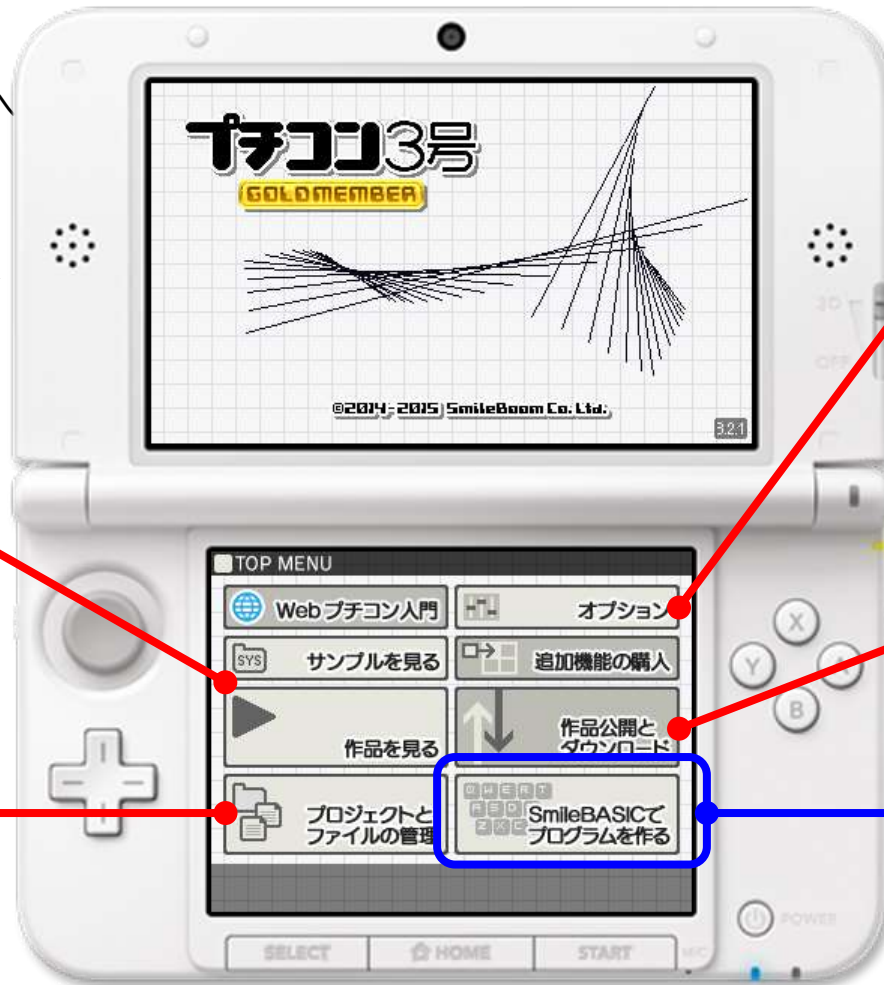 プチコン3号
GOLDMEMBER
©2014-2015 SmileBoom Co. Ltd.
3.2.1
3D
OFF
TOP MENU
Webプチコン入門
オプション
SYS
サンプルを見る
追加機能の購入
作品を見る
作品公開と
ダウンロード
プロジェクトと
ファイルの管理
QWERT
ASD
ZXC
SmileBASICで
プログラムを作る
X
Y
A
B
POWER
SELECT
HOME
START
MIC